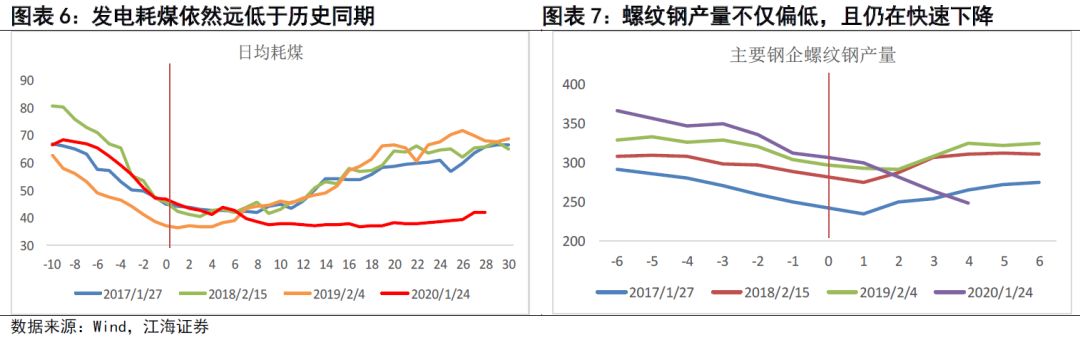 图表 6：发电耗煤依然远低于历史同期
日均耗煤
90
80
70
60
50
40
30
-10 -8 -6 -4 -2 0 2 4 6 8 10 12 14 16 18 20 22 24 26 28 30
2017/1/27 2018/2/15 2019/2/4 2020/1/24
图表 7：螺纹钢产量不仅偏低，且仍在快速下降
主要钢企螺纹钢产量
400
350
300
250
200
-6 -5 -4 -3 -2 -1 0 1 2 3 4 5 6
2017/1/27 2018/2/15 2019/2/4 2020/1/24
数据来源：Wind，江海证券